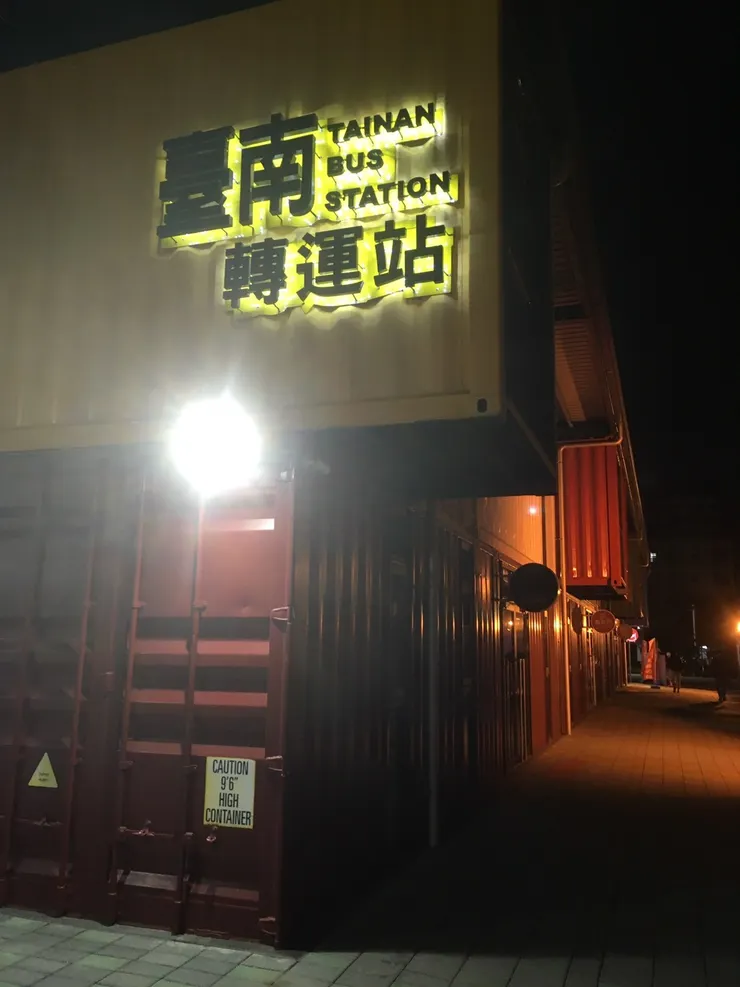 臺南
TAINAN
BUS
STATION
轉運站
CAUTION
9'6"
HIGH
CONTAINER